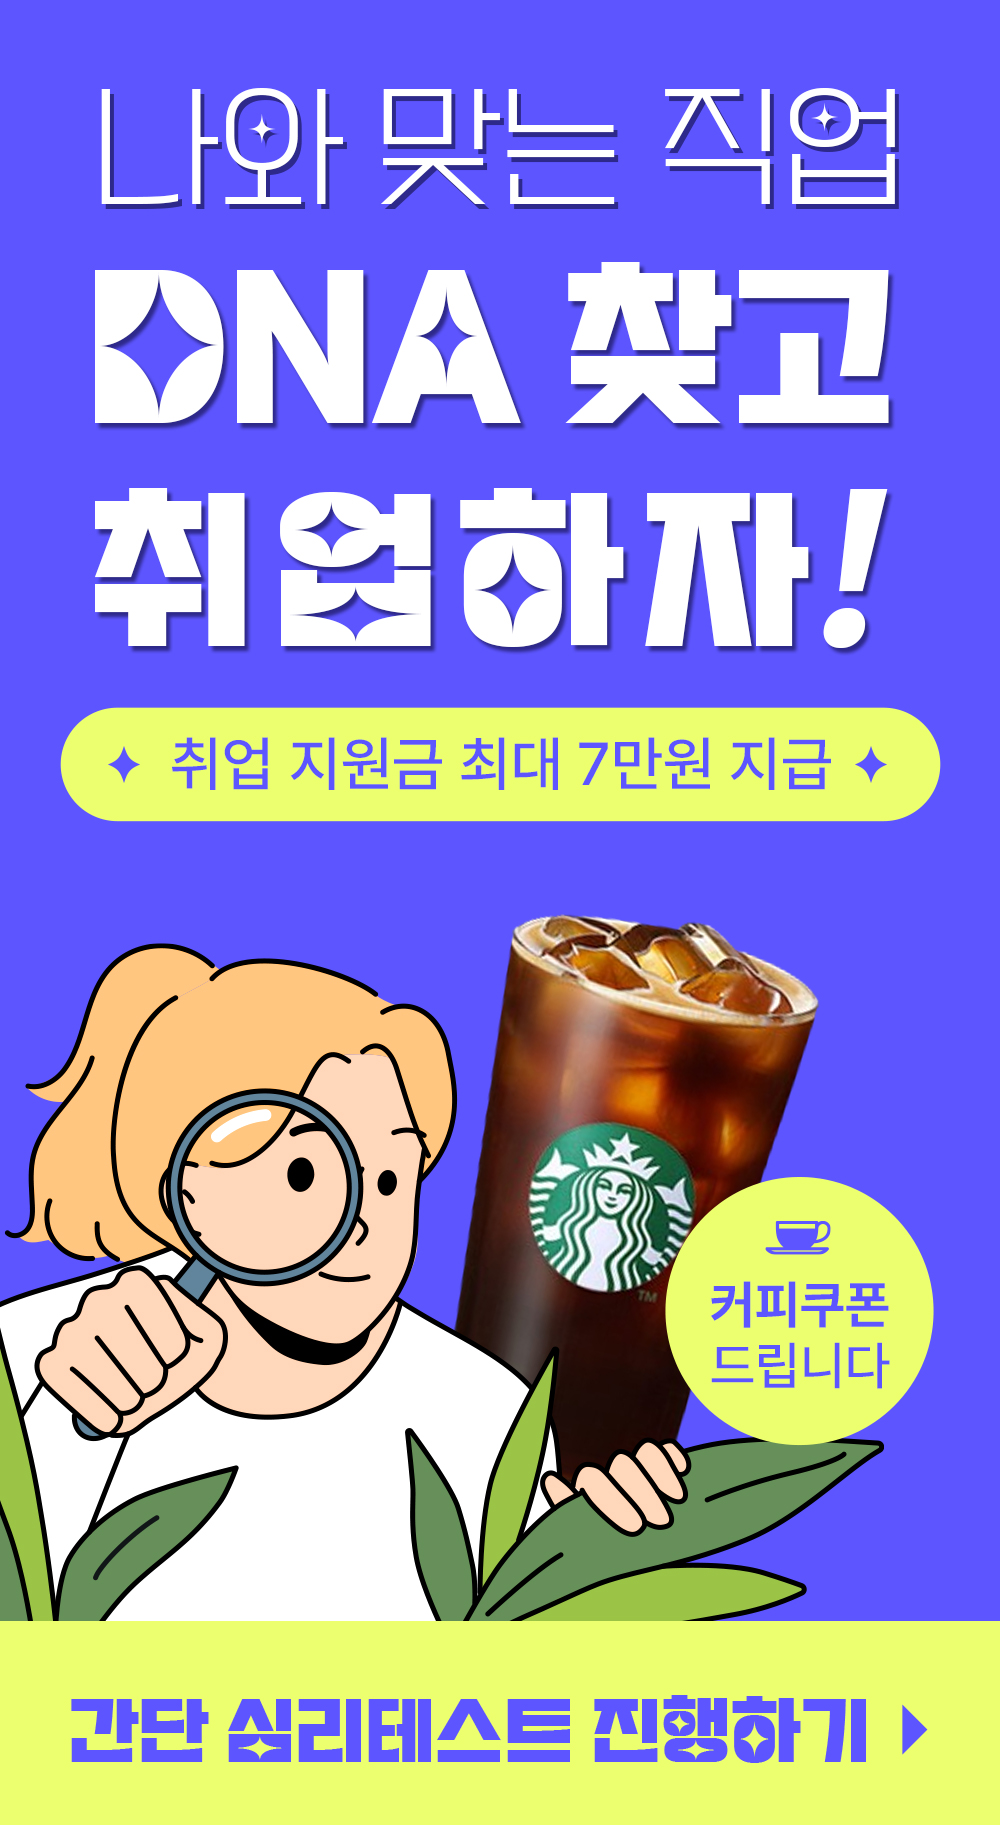 나와 맞는 직업
DNA 찾고
취업하자!
취업 지원금 최대 7만원 지급
TM
커피쿠폰
드립니다
간단 심리테스트 진행하기